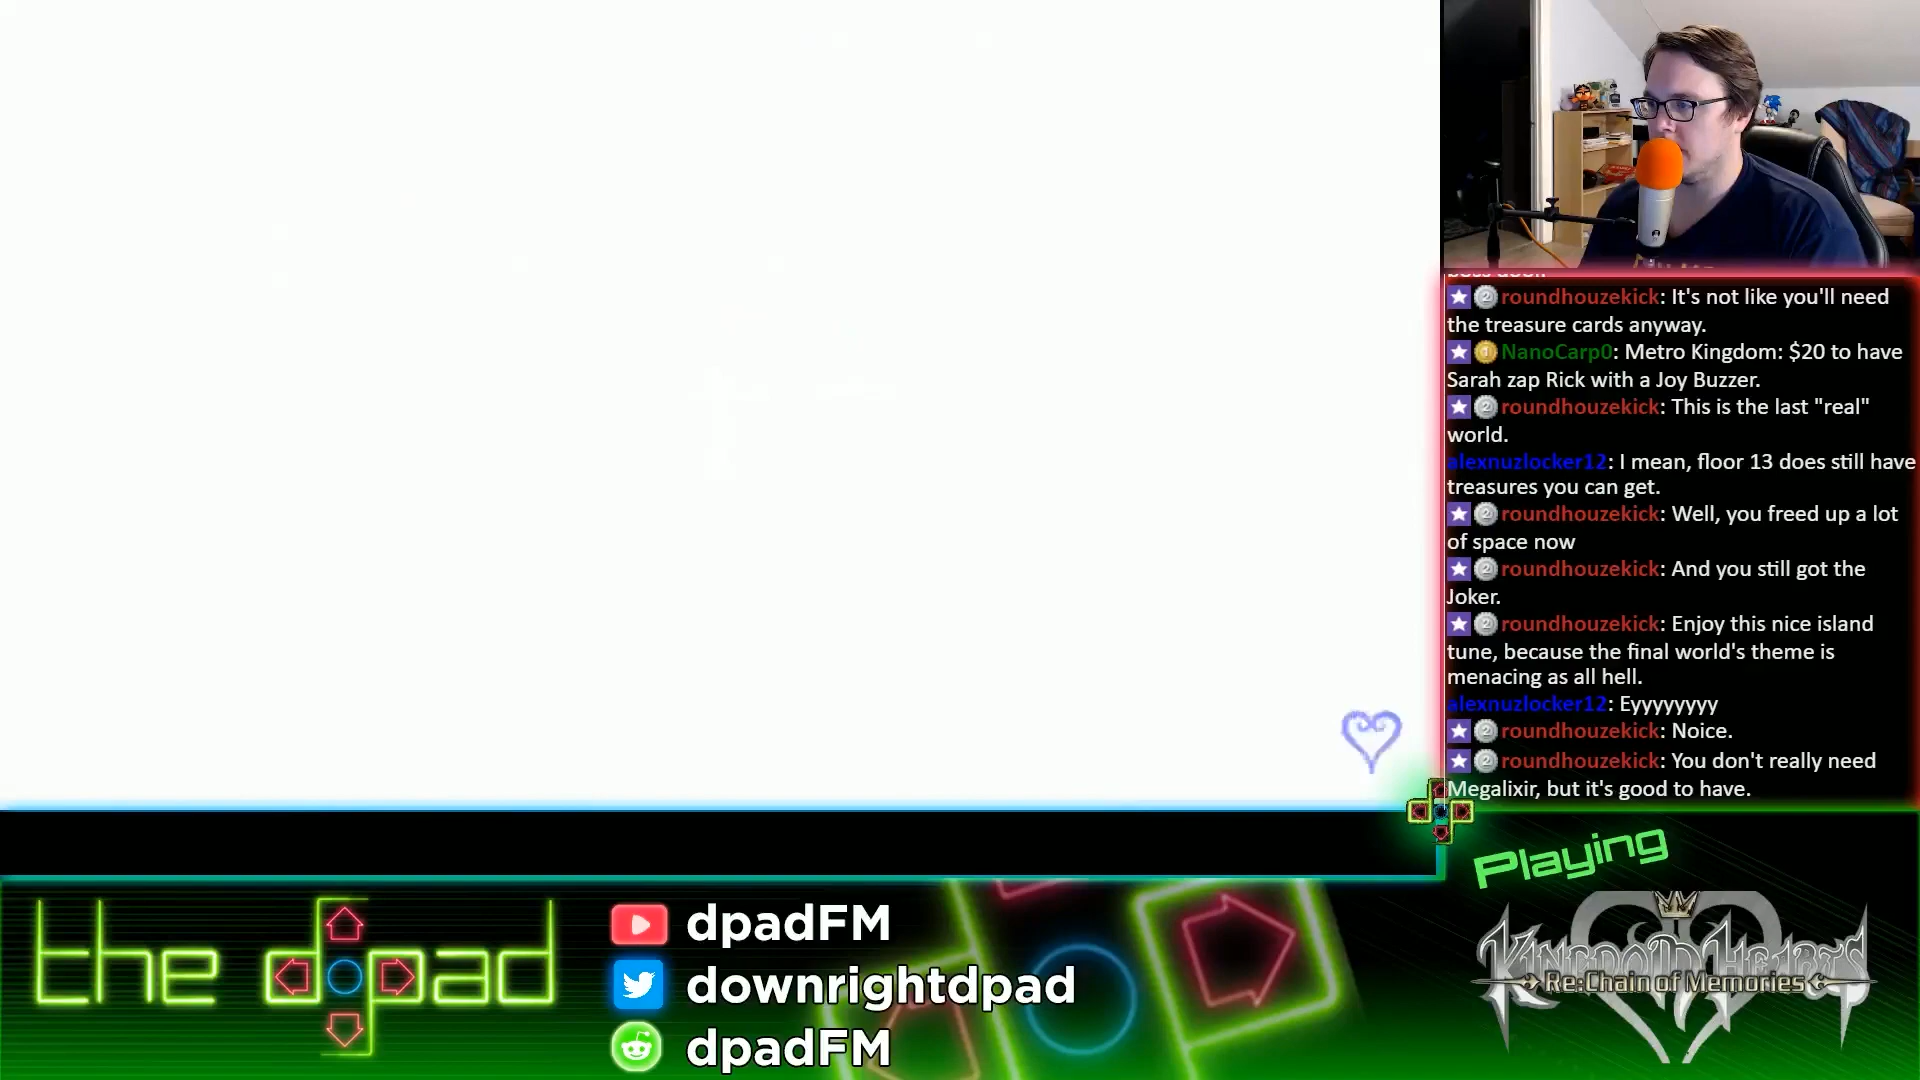 roundhouzekick: It's not like you'll need
the treasure cards anyway.
NanoCarp0: Metro Kingdom: $20 to have
Sarah zap Rick with a Joy Buzzer.
roundhouzekick: This is the last "real"
world.
alexnuzlocker12: I mean, floor 13 does still have
treasures you can get.
roundhouzekick: Well, you freed up a lot
of space now
roundhouzekick: And you still got the
Joker.
roundhouzekick: Enjoy this nice island
tune, because the final world's theme is
menacing as all hell.
alexnuzlocker12: Eyyyyyyyy
roundhouzekick: Noice.
roundhouzekick: You don't really need
Megalixir, but it's good to have.
Playing
KINGDOM HEARTS
Re:Chain of Memories
the dpad
dpadFM
downrightdpad
dpadFM